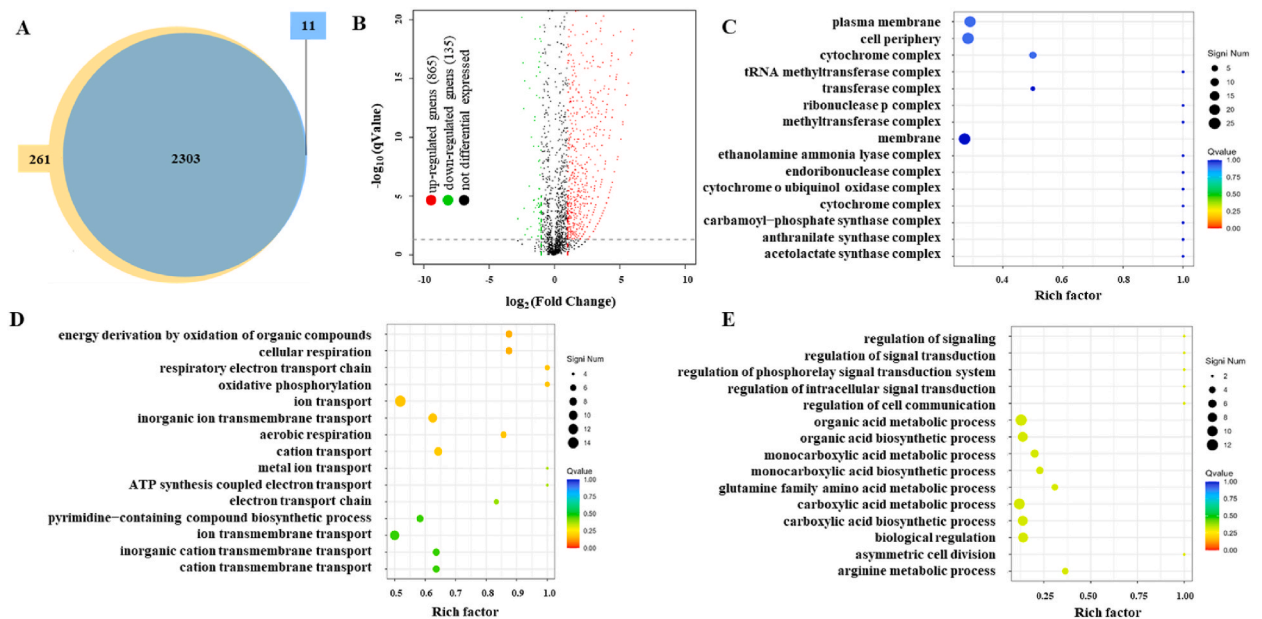 A
11
261
2303
B
-log10 (qValue)
20
15
10
5
0
up-regulated gnens (865)
down-regulated gnens (135)
not differential expressed
-10
-5
0
5
10
log2 (Fold Change)
C
plasma membrane
cell periphery
cytochrome complex
tRNA methyltransferase complex
transferase complex
ribonuclease p complex
methyltransferase complex
membrane
ethanolamine ammonia lyase complex
endoribonuclease complex
cytochrome o ubiquinol oxidase complex
cytochrome complex
carbamoyl-phosphate synthase complex
anthranilate synthase complex
acetolactate synthase complex
0.4
0.6
0.8
1.0
Rich factor
Signi Num
5
10
15
20
25
Qvalue
1.00
0.75
0.50
0.25
0.00
D
energy derivation by oxidation of organic compounds
cellular respiration
respiratory electron transport chain
oxidative phosphorylation
ion transport
inorganic ion transmembrane transport
aerobic respiration
cation transport
metal ion transport
ATP synthesis coupled electron transport
electron transport chain
pyrimidine-containing compound biosynthetic process
ion transmembrane transport
inorganic cation transmembrane transport
cation transmembrane transport
0.5
0.6
0.7
0.8
0.9
1.0
Rich factor
Signi Num
4
6
8
10
12
14
Qvalue
1.00
0.75
0.50
0.25
0.00
E
regulation of signaling
regulation of signal transduction
regulation of phosphorelay signal transduction system
regulation of intracellular signal transduction
regulation of cell communication
organic acid metabolic process
organic acid biosynthetic process
monocarboxylic acid metabolic process
monocarboxylic acid biosynthetic process
glutamine family amino acid metabolic process
carboxylic acid metabolic process
carboxylic acid biosynthetic process
biological regulation
asymmetric cell division
arginine metabolic process
0.25
0.50
0.75
1.0
Rich factor
Signi Num
2
4
6
8
10
12
Qvalue
1.00
0.75
0.50
0.25
0.00